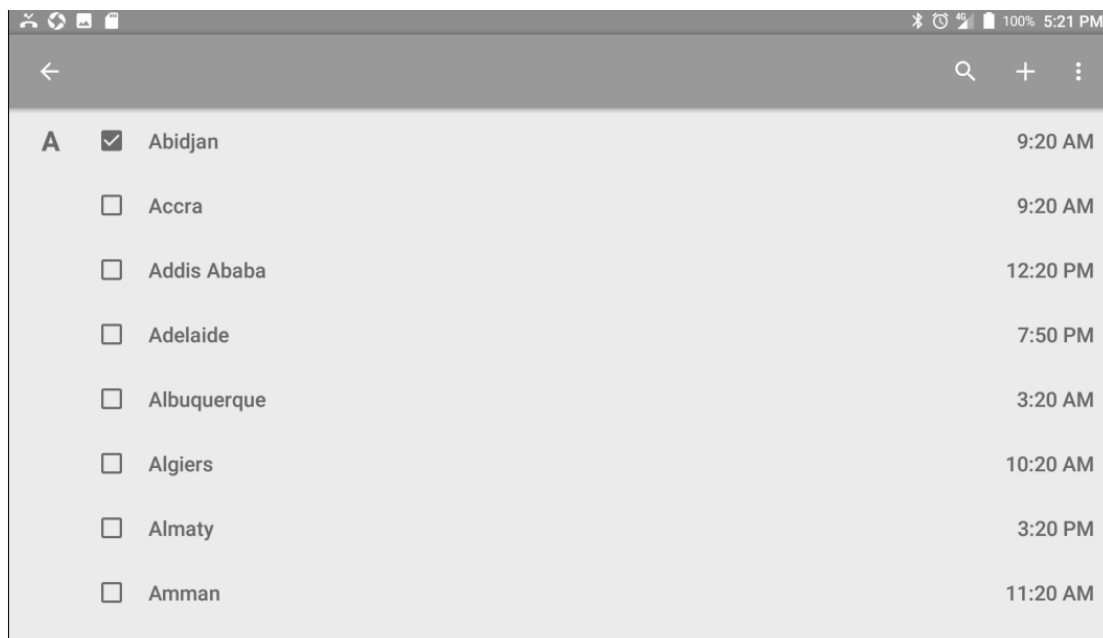 4G 100% 5:21 PM
A Abidjan 9:20 AM
Accra 9:20 AM
Addis Ababa 12:20 PM
Adelaide 7:50 PM
Albuquerque 3:20 AM
Algiers 10:20 AM
Almaty 3:20 PM
Amman 11:20 AM